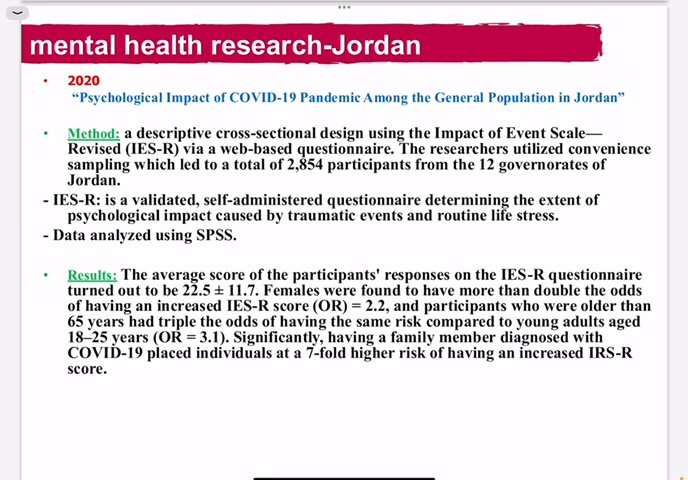 mental health research-Jordan
• 2020
“Psychological Impact of COVID-19 Pandemic Among the General Population in Jordan”
• Method: a descriptive cross-sectional design using the Impact of Event Scale—
Revised (IES-R) via a web-based questionnaire. The researchers utilized convenience
sampling which led to a total of 2,854 participants from the 12 governorates of
Jordan.
- IES-R: is a validated, self-administered questionnaire determining the extent of
psychological impact caused by traumatic events and routine life stress.
- Data analyzed using SPSS.
• Results: The average score of the participants' responses on the IES-R questionnaire
turned out to be 22.5 ± 11.7. Females were found to have more than double the odds
of having an increased IES-R score (OR) = 2.2, and participants who were older than
65 years had triple the odds of having the same risk compared to young adults aged
18–25 years (OR = 3.1). Significantly, having a family member diagnosed with
COVID-19 placed individuals at a 7-fold higher risk of having an increased IRS-R
score.